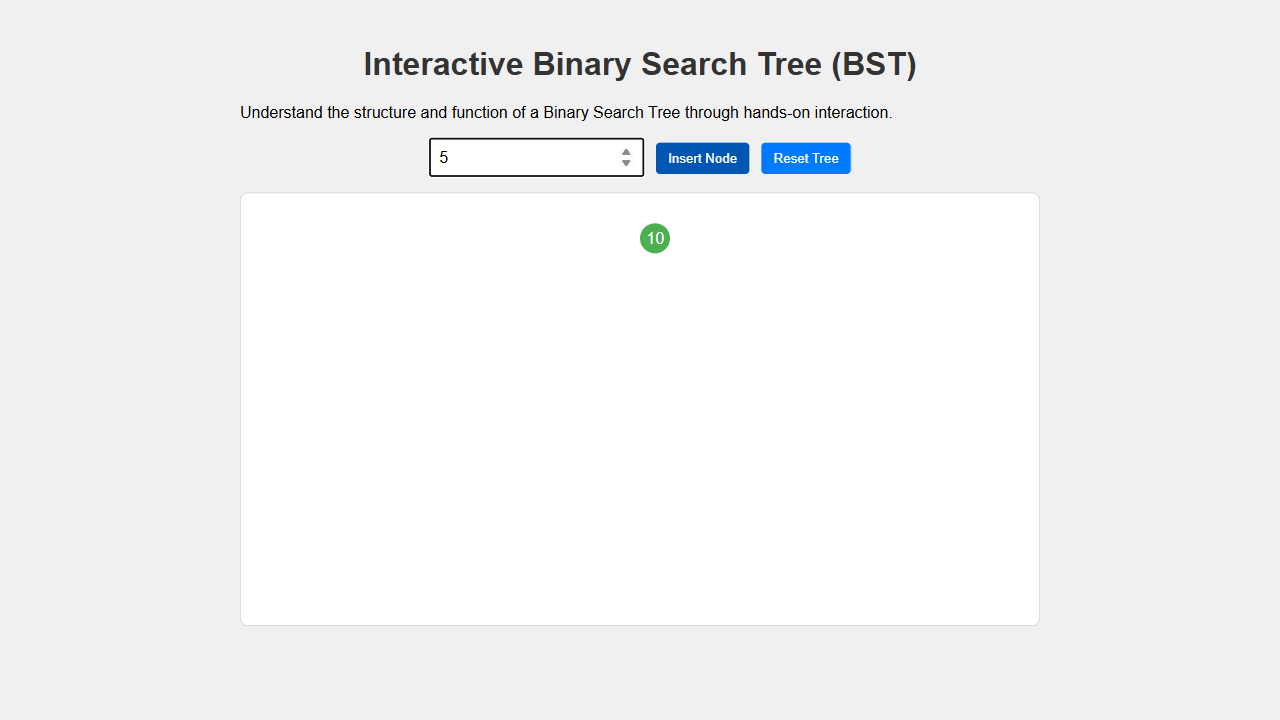 Interactive Binary Search Tree (BST)
Understand the structure and function of a Binary Search Tree through hands-on interaction.
5 Insert Node Reset Tree
10